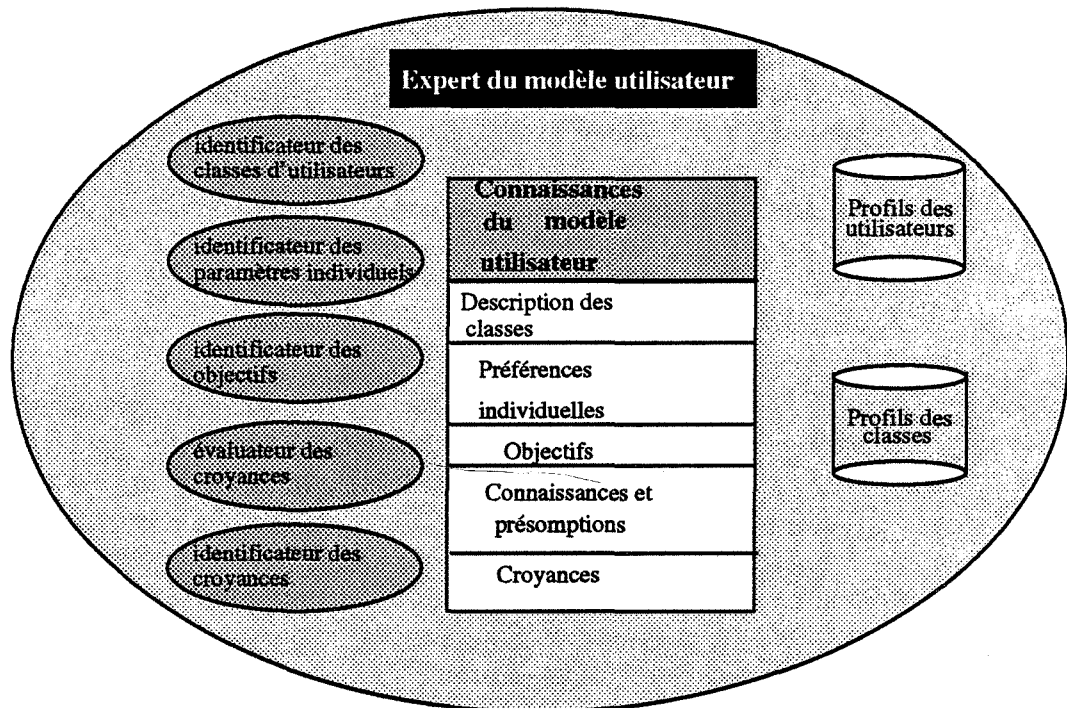 Expert du modèle utilisateur
identificateur des
classes d'utilisateurs
identificateur des
paramètres individuels
identificateur des
objectifs
évaluateur des
croyances
identificateur des
croyances
Connaissances
du modèle
utilisateur
Description des
classes
Préférences
individuelles
Objectifs
Connaissances et
présomptions
Croyances
Profils des
utilisateurs
Profils des
classes